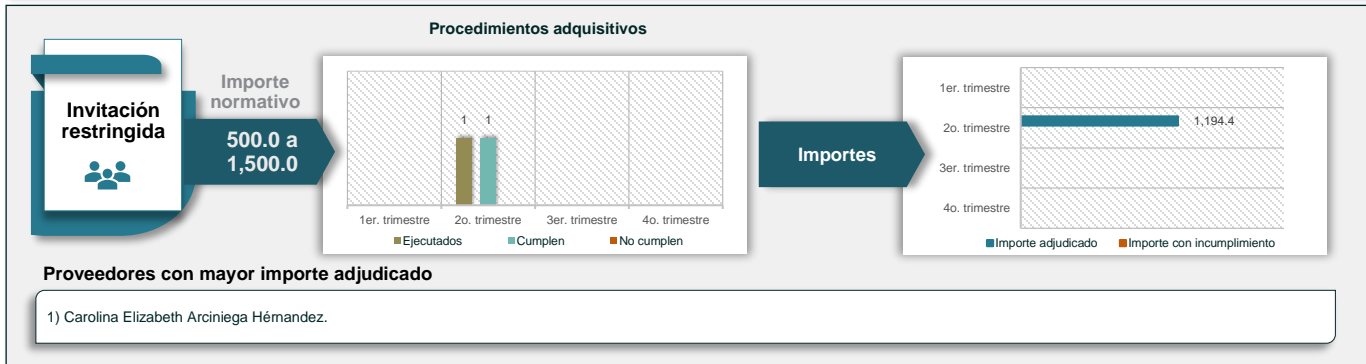 Procedimientos adquisitivos
Invitación
restringida
Importe
normativo
500.0 a
1,500.0
1 1
1er. trimestre 2o. trimestre 3er. trimestre 4o. trimestre
Ejecutados Cumplen No cumplen
Importes
1er. trimestre
2o. trimestre
1,194.4
3er. trimestre
4o. trimestre
Importe adjudicado Importe con incumplimiento
Proveedores con mayor importe adjudicado
1) Carolina Elizabeth Arciniega Hérnandez.